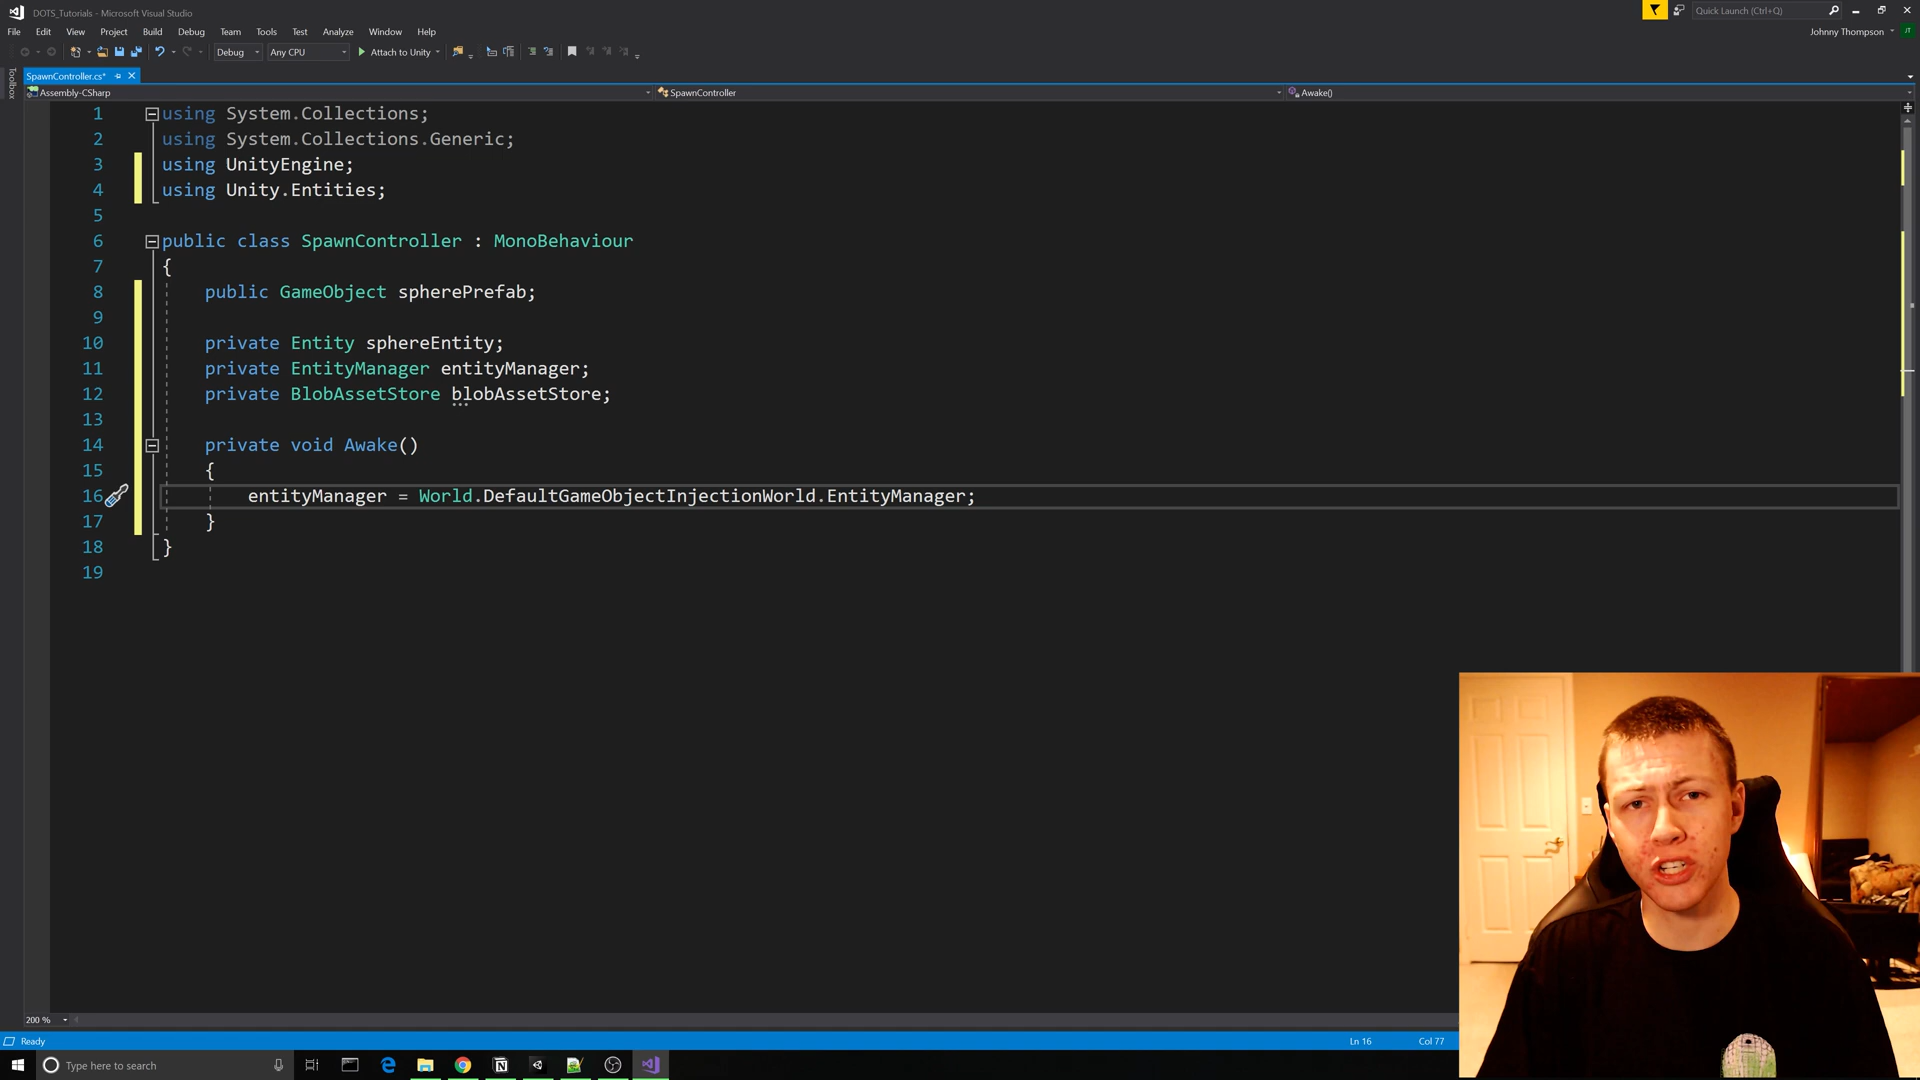 DOTS_Tutorials - Microsoft Visual Studio
Quick Launch (Ctrl+Q)
File Edit View Project Build Debug Team Tools Test Analyze Window Help
Johnny Thompson JT
Debug Any CPU Attach to Unity
Toolbox
SpawnController.cs*
Assembly-CSharp SpawnController Awake()
1 using System.Collections;
2 using System.Collections.Generic;
3 using UnityEngine;
4 using Unity.Entities;
5
6 public class SpawnController : MonoBehaviour
7 {
8 public GameObject spherePrefab;
9
10 private Entity sphereEntity;
11 private EntityManager entityManager;
12 private BlobAssetStore blobAssetStore;
13
14 private void Awake()
15 {
16 entityManager = World.DefaultGameObjectInjectionWorld.EntityManager;
17 }
18 }
19
200 %
Ready Ln 16 Col 77
Type here to search